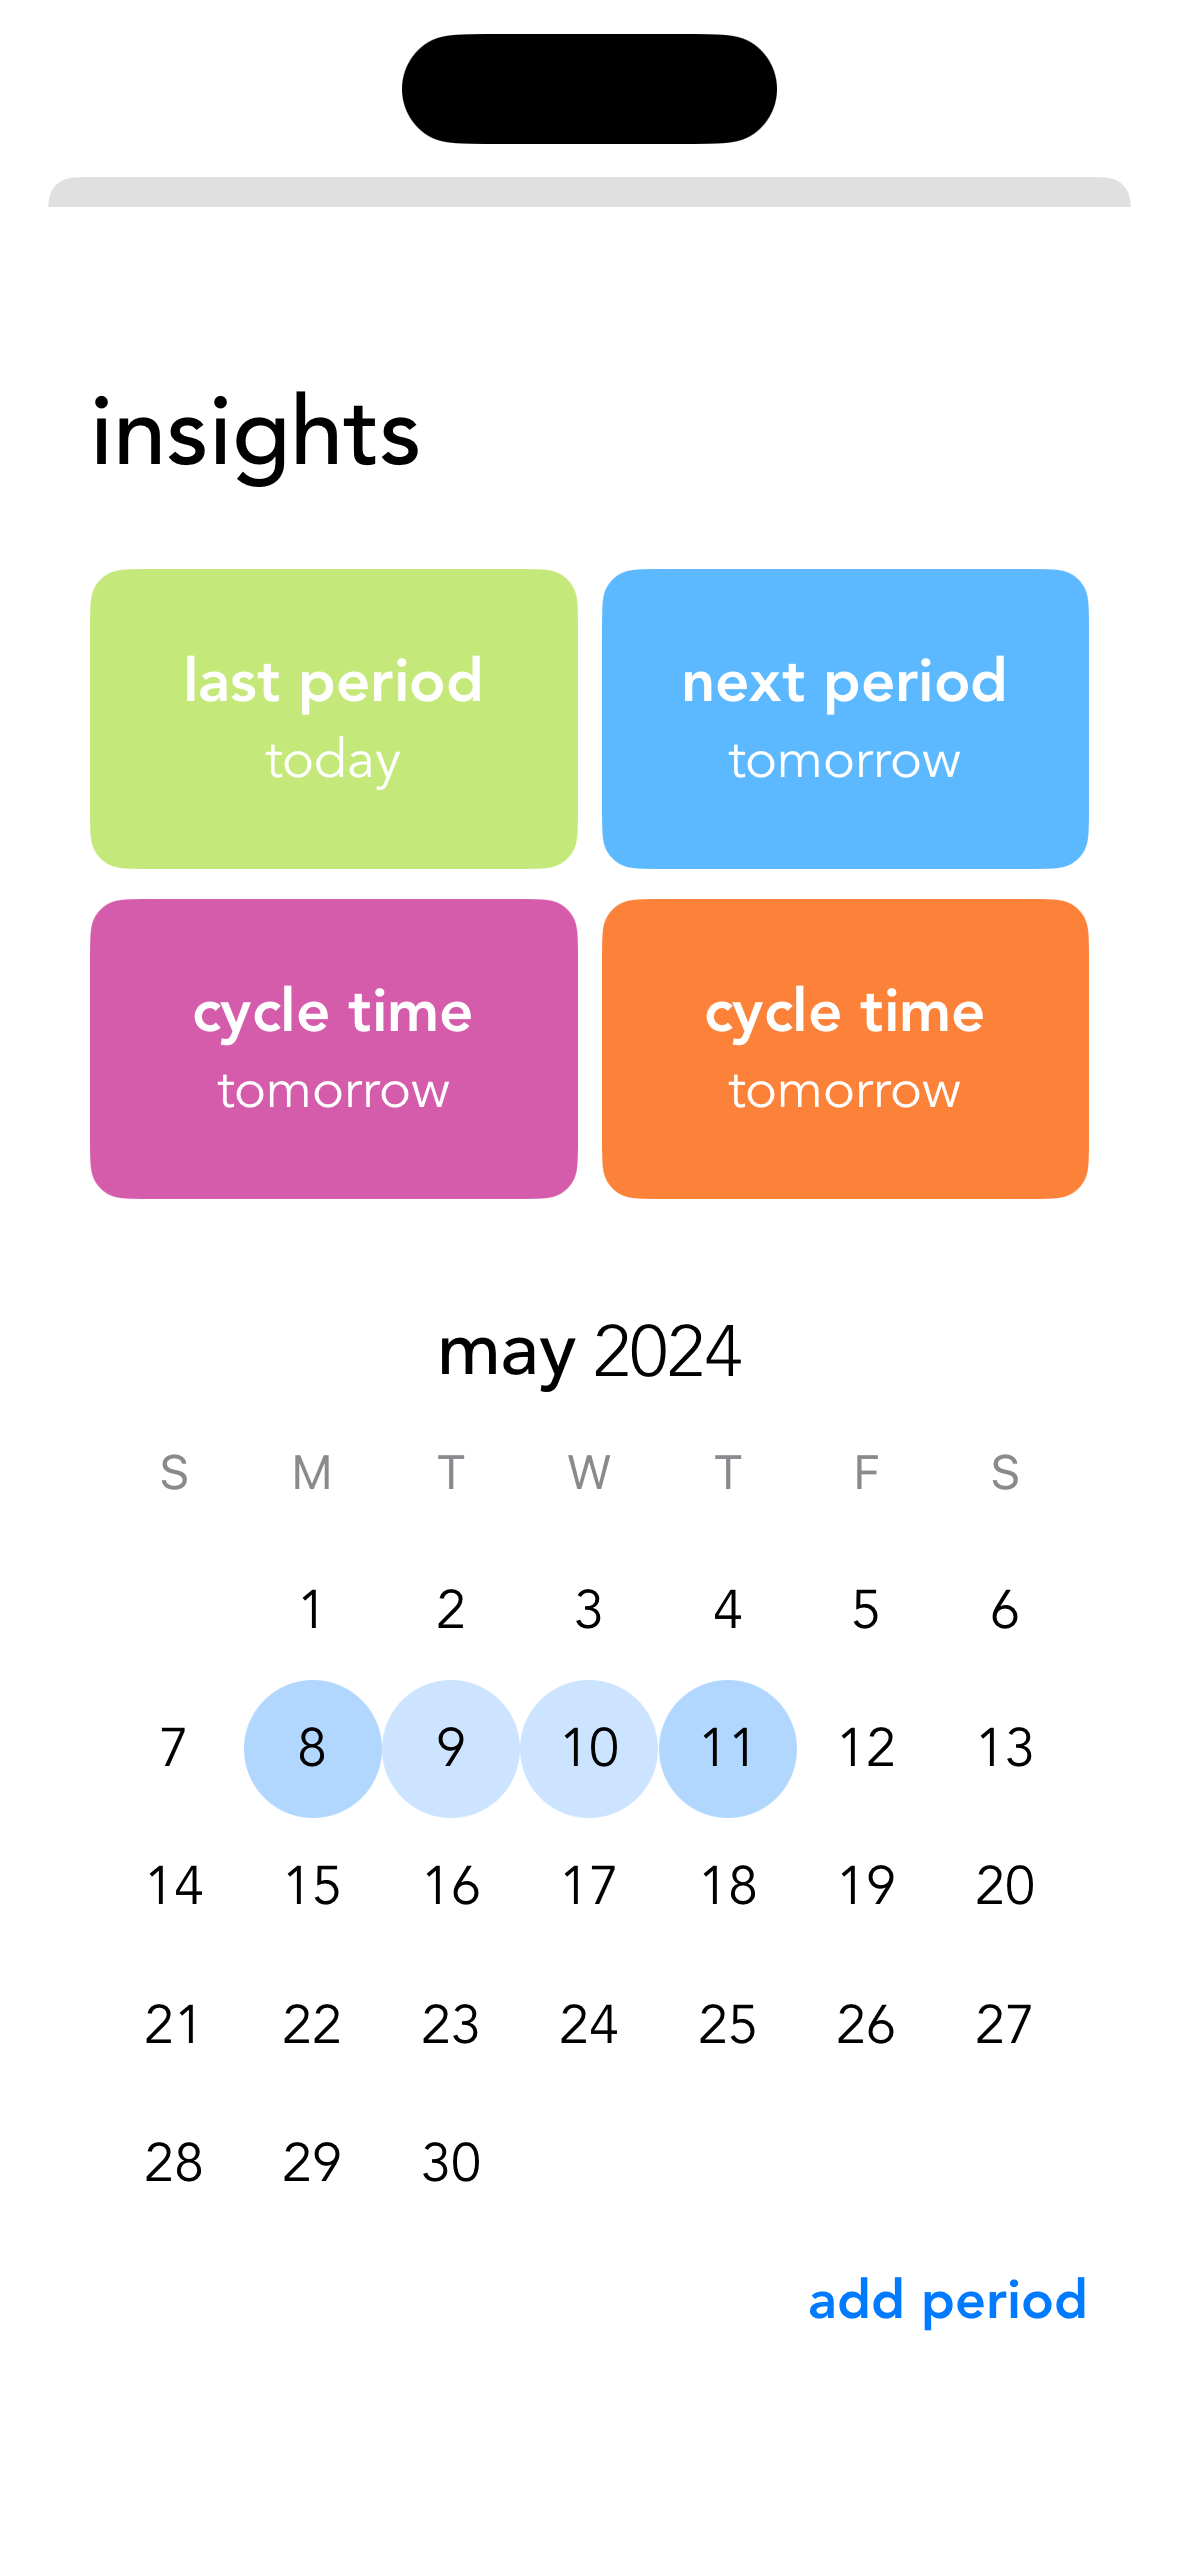 insights
last period
today
next period
tomorrow
cycle time
tomorrow
cycle time
tomorrow
may 2024
S M T W T F S
1 2 3 4 5 6
7 8 9 10 11 12 13
14 15 16 17 18 19 20
21 22 23 24 25 26 27
28 29 30
add period